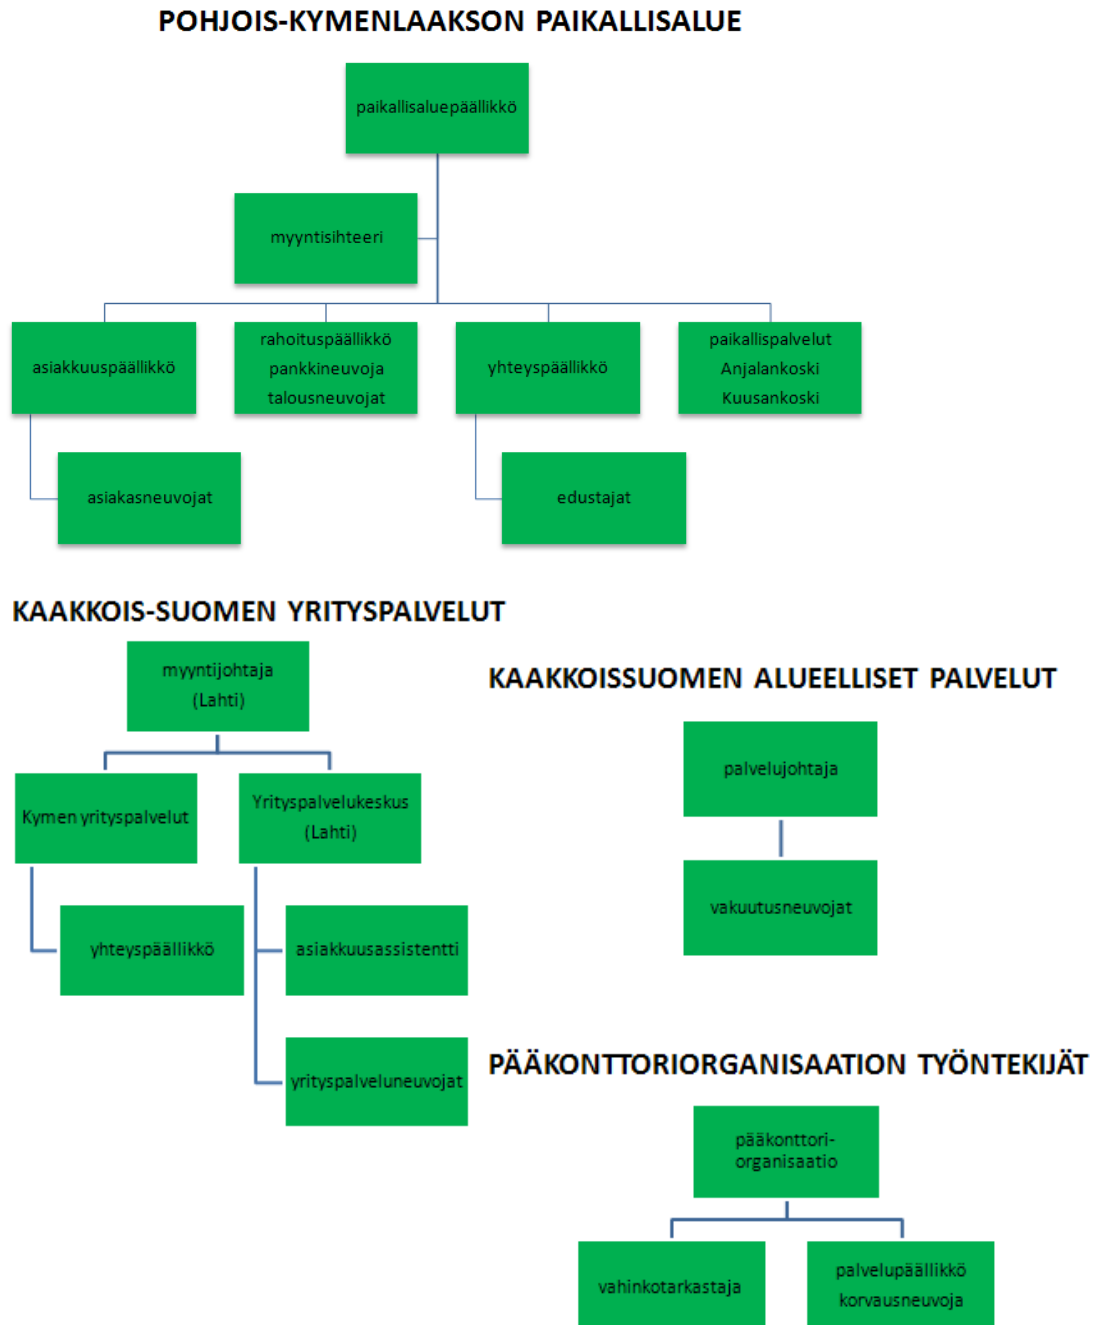 POHJOIS-KYMENLAAKSON PAIKALLISALUE
paikallisaluepäällikkö
myyntisihteeri
asiakkuuspäällikkö
rahoituspäällikkö
pankkineuvoja
talousneuvojat
yhteyspäällikkö
paikallispalvelut
Anjalankoski
Kuusankoski
asiakasneuvojat
edustajat
KAAKKOIS-SUOMEN YRITYSPALVELUT
myyntijohtaja
(Lahti)
Kymen yrityspalvelut
Yrityspalvelukeskus
(Lahti)
yhteyspäällikkö
asiakkuusassistentti
yrityspalveluneuvojat
KAAKKOISSUOMEN ALUEELLISET PALVELUT
palvelujohtaja
vakuutusneuvojat
PÄÄKONTTORIORGANISAATION TYÖNTEKIJÄT
pääkonttori-
organisaatio
vahinkotarkastaja
palvelupäällikkö
korvausneuvoja